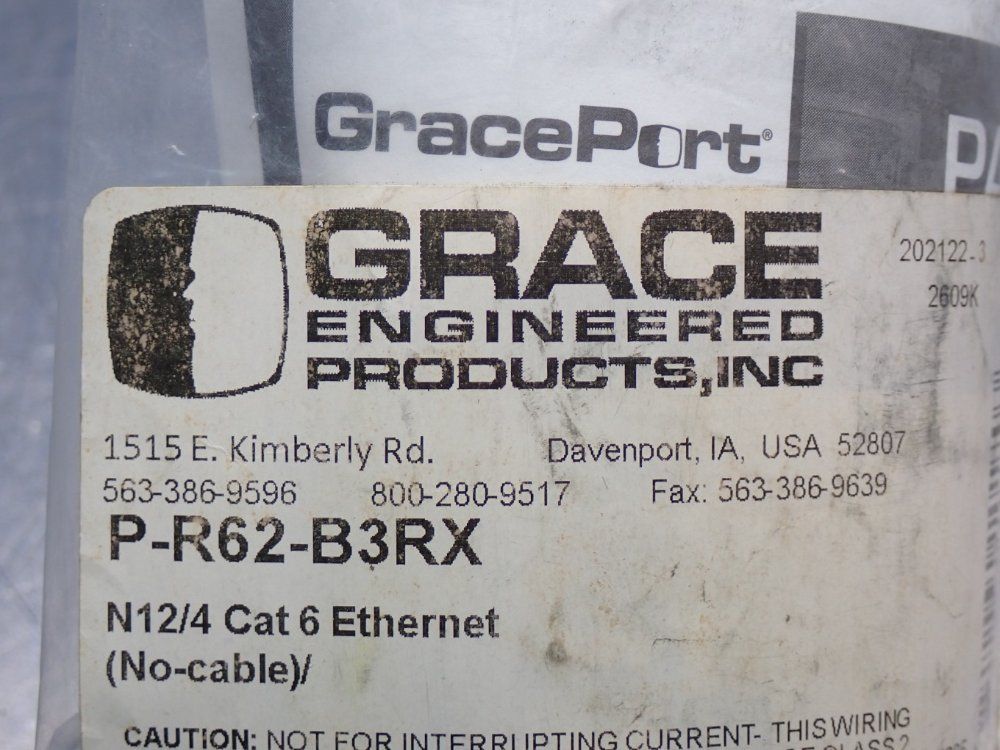 GracePort®
GRACE
ENGINEERED
PRODUCTS,INC
202122-3
2609K
1515 E. Kimberly Rd. Davenport, IA, USA 52807
563-386-9596 800-280-9517 Fax: 563-386-9639
P-R62-B3RX
N12/4 Cat 6 Ethernet
(No-cable)/
CAUTION: NOT FOR INTERRUPTING CURRENT- THIS WIRING
CLASS 2